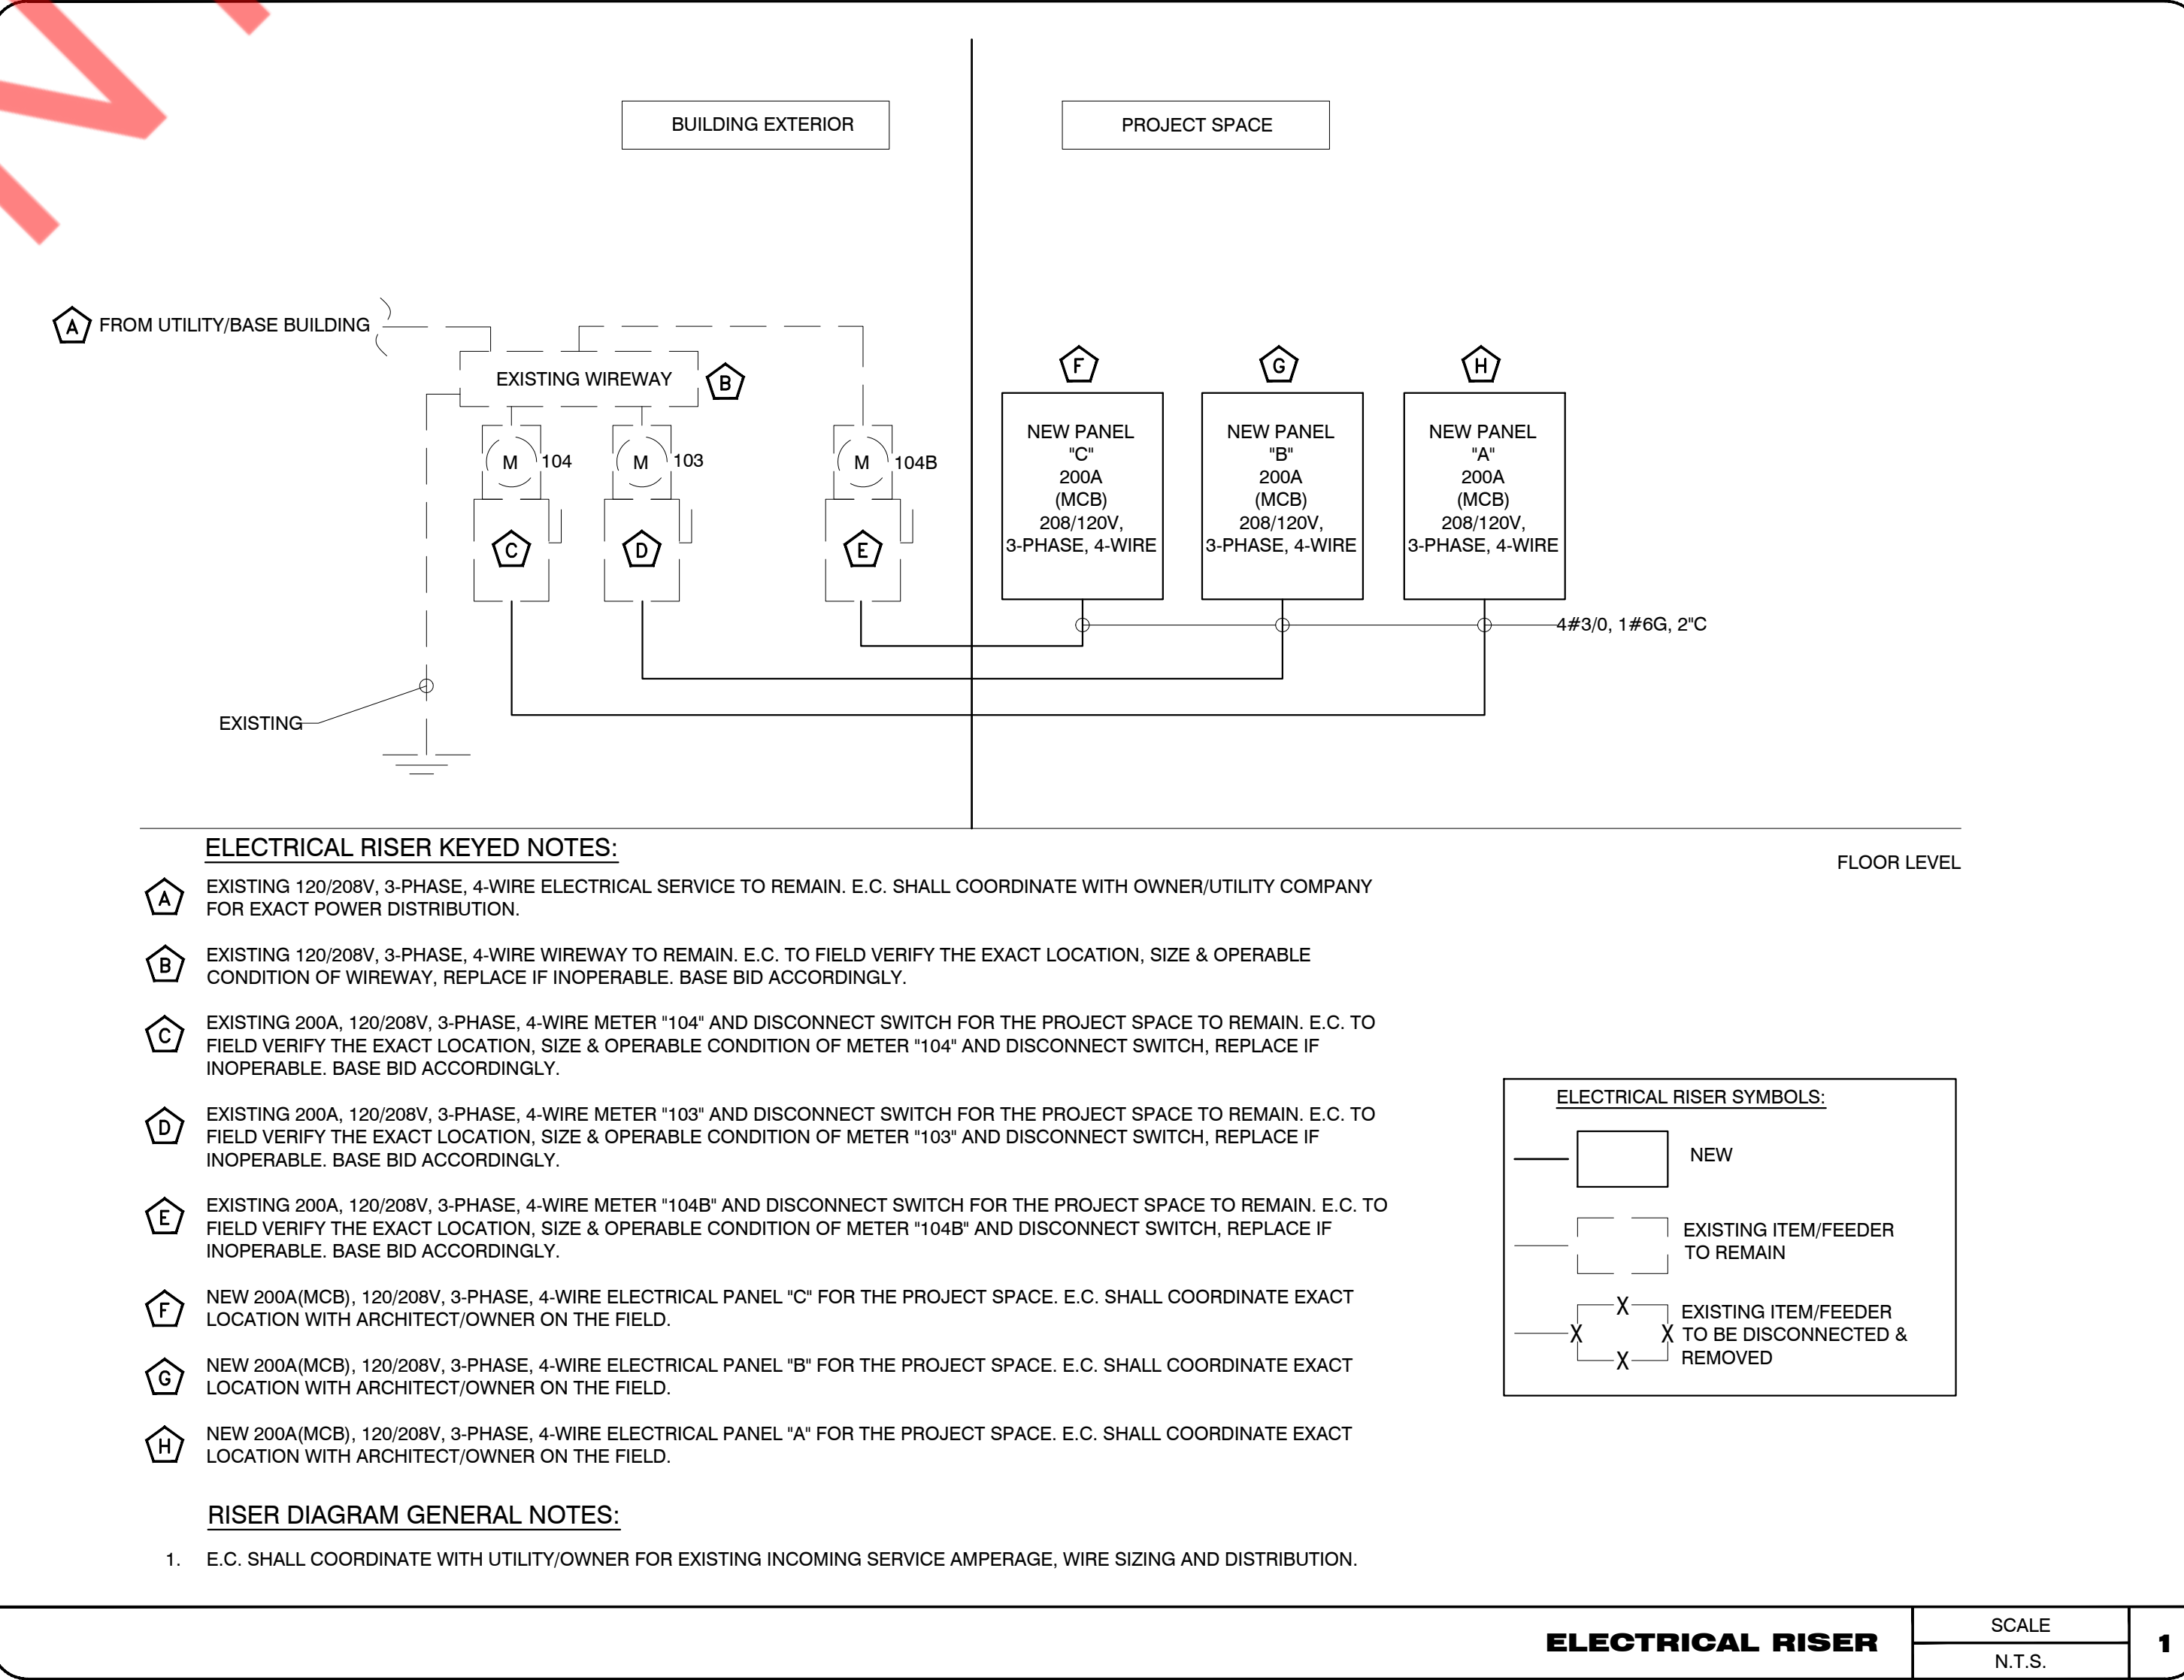 BUILDING EXTERIOR
PROJECT SPACE
A FROM UTILITY/BASE BUILDING
EXISTING WIREWAY
B
M 104
M 103
M 104B
C
D
E
F
NEW PANEL
"C"
200A
(MCB)
208/120V,
3-PHASE, 4-WIRE
G
NEW PANEL
"B"
200A
(MCB)
208/120V,
3-PHASE, 4-WIRE
H
NEW PANEL
"A"
200A
(MCB)
208/120V,
3-PHASE, 4-WIRE
4#3/0, 1#6G, 2"C
EXISTING
FLOOR LEVEL
ELECTRICAL RISER KEYED NOTES:
A EXISTING 120/208V, 3-PHASE, 4-WIRE ELECTRICAL SERVICE TO REMAIN. E.C. SHALL COORDINATE WITH OWNER/UTILITY COMPANY
FOR EXACT POWER DISTRIBUTION.
B EXISTING 120/208V, 3-PHASE, 4-WIRE WIREWAY TO REMAIN. E.C. TO FIELD VERIFY THE EXACT LOCATION, SIZE & OPERABLE
CONDITION OF WIREWAY, REPLACE IF INOPERABLE. BASE BID ACCORDINGLY.
C EXISTING 200A, 120/208V, 3-PHASE, 4-WIRE METER "104" AND DISCONNECT SWITCH FOR THE PROJECT SPACE TO REMAIN. E.C. TO
FIELD VERIFY THE EXACT LOCATION, SIZE & OPERABLE CONDITION OF METER "104" AND DISCONNECT SWITCH, REPLACE IF
INOPERABLE. BASE BID ACCORDINGLY.
D EXISTING 200A, 120/208V, 3-PHASE, 4-WIRE METER "103" AND DISCONNECT SWITCH FOR THE PROJECT SPACE TO REMAIN. E.C. TO
FIELD VERIFY THE EXACT LOCATION, SIZE & OPERABLE CONDITION OF METER "103" AND DISCONNECT SWITCH, REPLACE IF
INOPERABLE. BASE BID ACCORDINGLY.
E EXISTING 200A, 120/208V, 3-PHASE, 4-WIRE METER "104B" AND DISCONNECT SWITCH FOR THE PROJECT SPACE TO REMAIN. E.C. TO
FIELD VERIFY THE EXACT LOCATION, SIZE & OPERABLE CONDITION OF METER "104B" AND DISCONNECT SWITCH, REPLACE IF
INOPERABLE. BASE BID ACCORDINGLY.
F NEW 200A(MCB), 120/208V, 3-PHASE, 4-WIRE ELECTRICAL PANEL "C" FOR THE PROJECT SPACE. E.C. SHALL COORDINATE EXACT
LOCATION WITH ARCHITECT/OWNER ON THE FIELD.
G NEW 200A(MCB), 120/208V, 3-PHASE, 4-WIRE ELECTRICAL PANEL "B" FOR THE PROJECT SPACE. E.C. SHALL COORDINATE EXACT
LOCATION WITH ARCHITECT/OWNER ON THE FIELD.
H NEW 200A(MCB), 120/208V, 3-PHASE, 4-WIRE ELECTRICAL PANEL "A" FOR THE PROJECT SPACE. E.C. SHALL COORDINATE EXACT
LOCATION WITH ARCHITECT/OWNER ON THE FIELD.
RISER DIAGRAM GENERAL NOTES:
1. E.C. SHALL COORDINATE WITH UTILITY/OWNER FOR EXISTING INCOMING SERVICE AMPERAGE, WIRE SIZING AND DISTRIBUTION.
ELECTRICAL RISER SYMBOLS:
NEW
EXISTING ITEM/FEEDER
TO REMAIN
X
X X
X
EXISTING ITEM/FEEDER
TO BE DISCONNECTED &
REMOVED
ELECTRICAL RISER
SCALE
N.T.S.
1